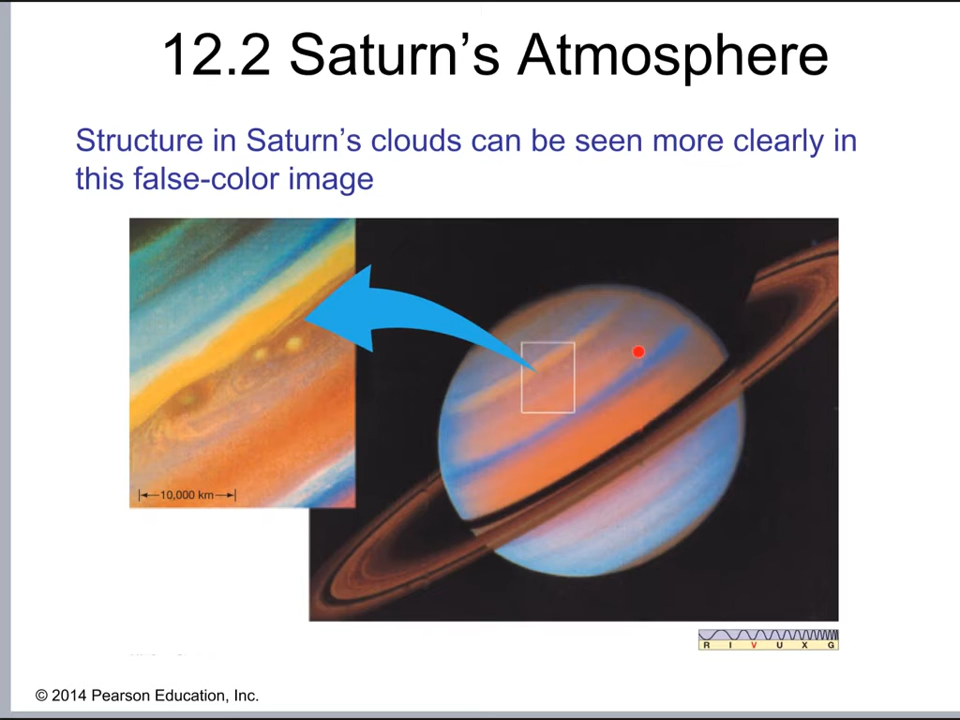 12.2 Saturn’s Atmosphere
Structure in Saturn’s clouds can be seen more clearly in
this false-color image
10,000 km
R I V U X G
© 2014 Pearson Education, Inc.